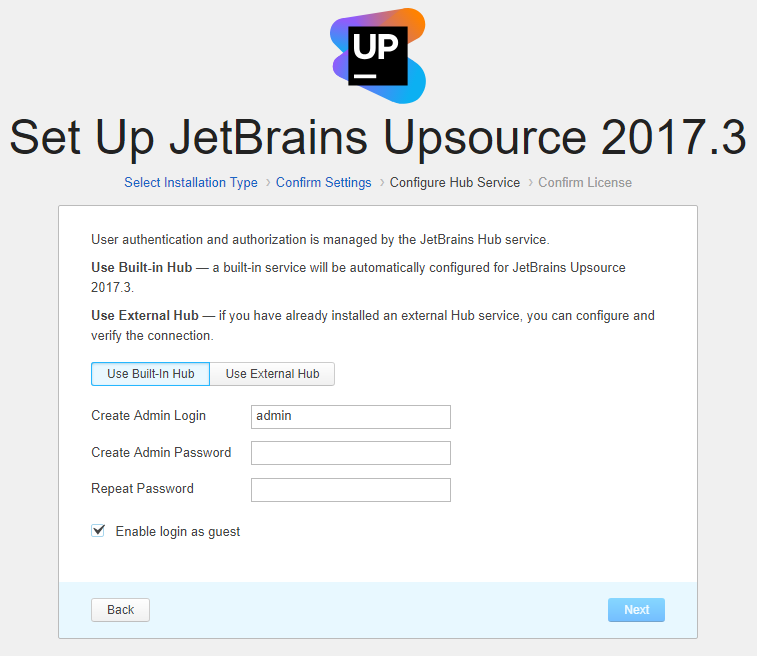 UP
Set Up JetBrains Upsource 2017.3
Select Installation Type › Confirm Settings › Configure Hub Service › Confirm License
User authentication and authorization is managed by the JetBrains Hub service.
Use Built-in Hub — a built-in service will be automatically configured for JetBrains Upsource
2017.3.
Use External Hub — if you have already installed an external Hub service, you can configure and
verify the connection.
Use Built-In Hub Use External Hub
Create Admin Login admin
Create Admin Password
Repeat Password
Enable login as guest
Back Next